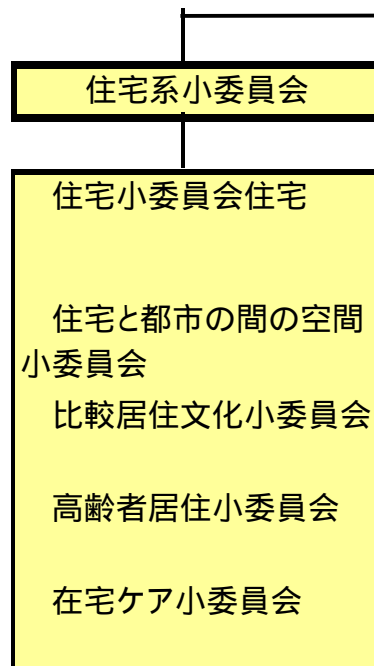 住宅系小委員会
住宅小委員会住宅
住宅と都市の間の空間
小委員会
比較居住文化小委員会
高齢者居住小委員会
在宅ケア小委員会